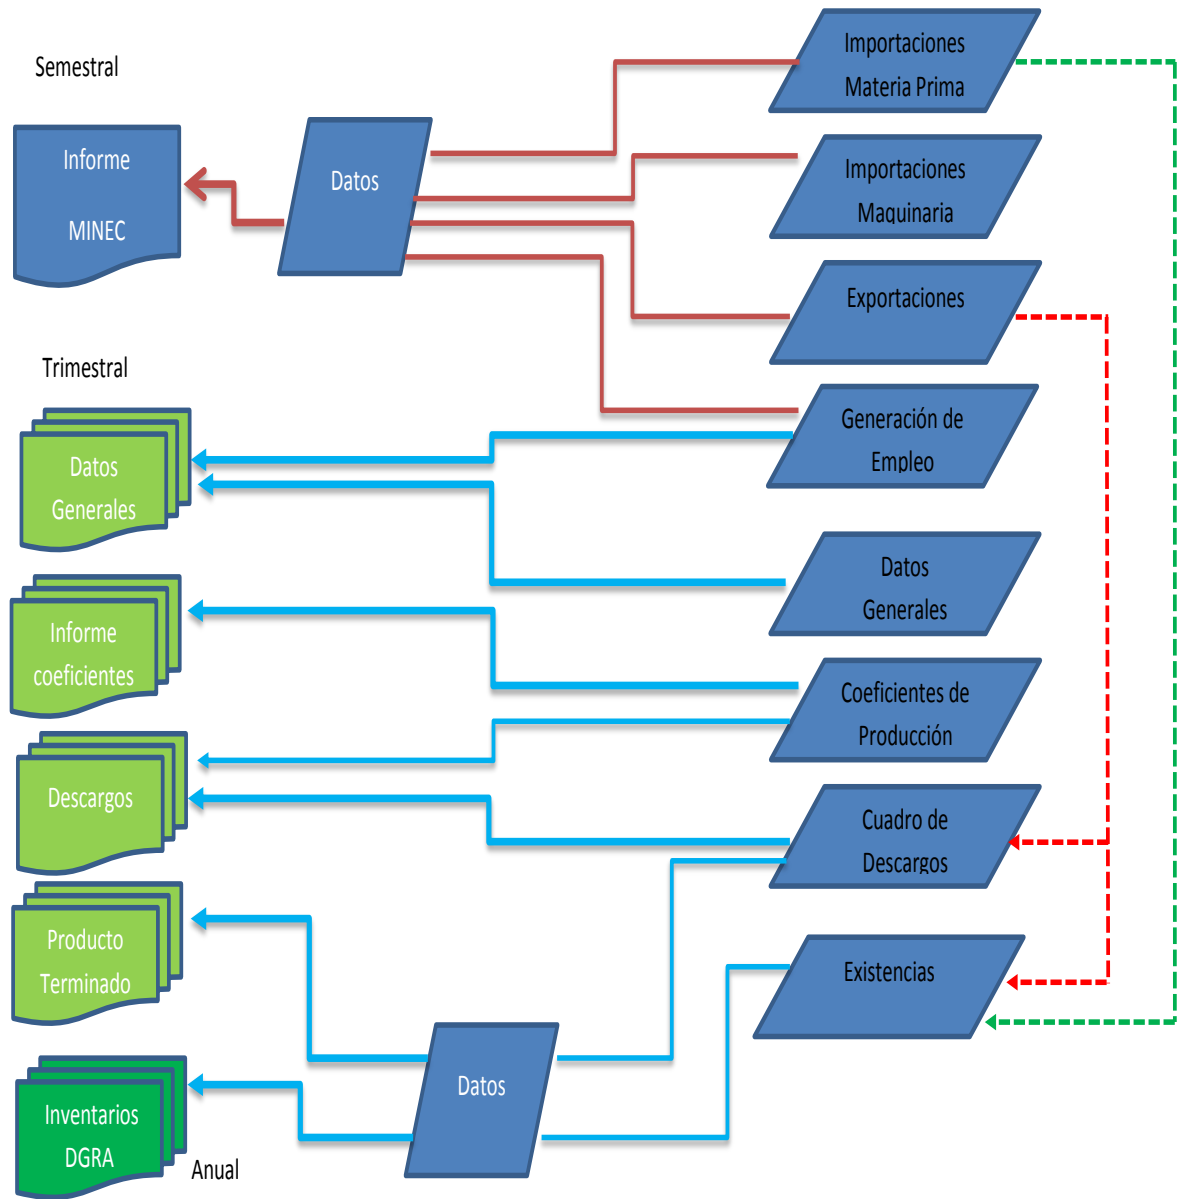 Semestral
Informe
MINEC
Datos
Importaciones
Materia Prima
Importaciones
Maquinaria
Exportaciones
Generación de
Empleo
Trimestral
Datos
Generales
Datos
Generales
Informe
coeficientes
Coeficientes de
Producción
Descargos
Cuadro de
Descargos
Producto
Terminado
Existencias
Datos
Inventarios
DGRA
Anual